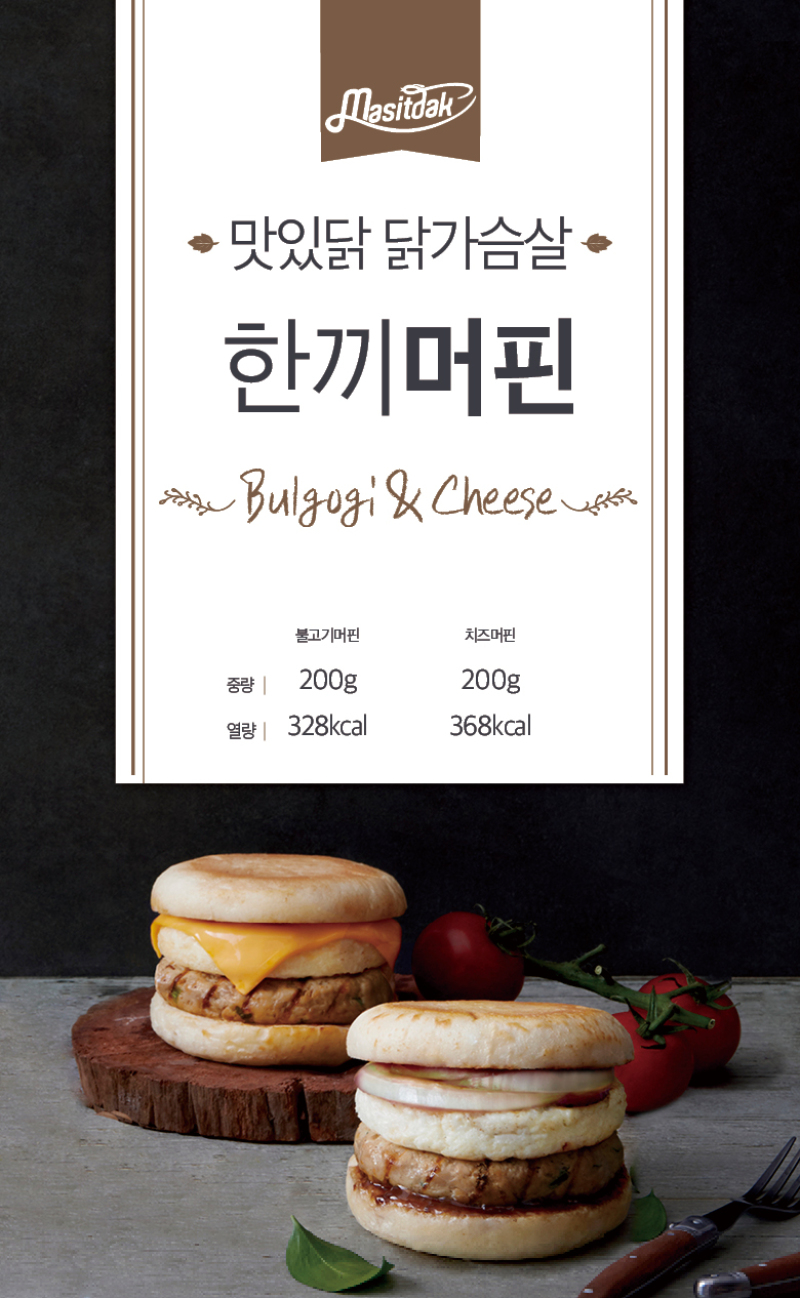 Masitdak
맛있닭 닭가슴살
한끼머핀
Bulgogi & Cheese
불고기머핀 치즈머핀
중량 | 200g 200g
열량 | 328kcal 368kcal